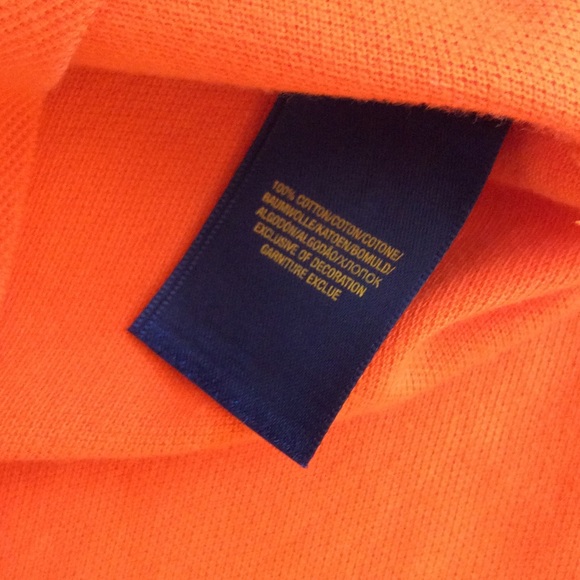 100% COTTON/COTON/COTONE/
BAUMWOLLE/KATOEN/BOMULD/
ALGODÓN/ALGODÃO/ХЛОПОК
EXCLUSIVE OF DECORATION
GARNITURE EXCLUE